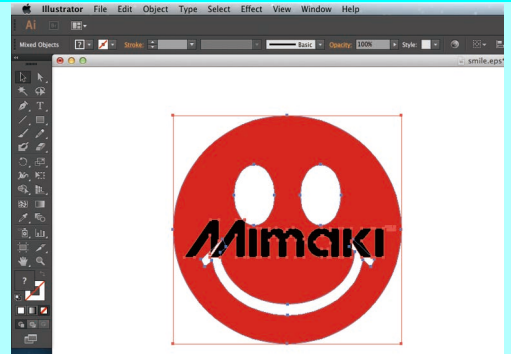 Illustrator File Edit Object Type Select Effect View Window Help
Ai
Mixed Objects ? Stroke: Basic Opacity: 100% Style:
smile.eps*
Mimaki
?